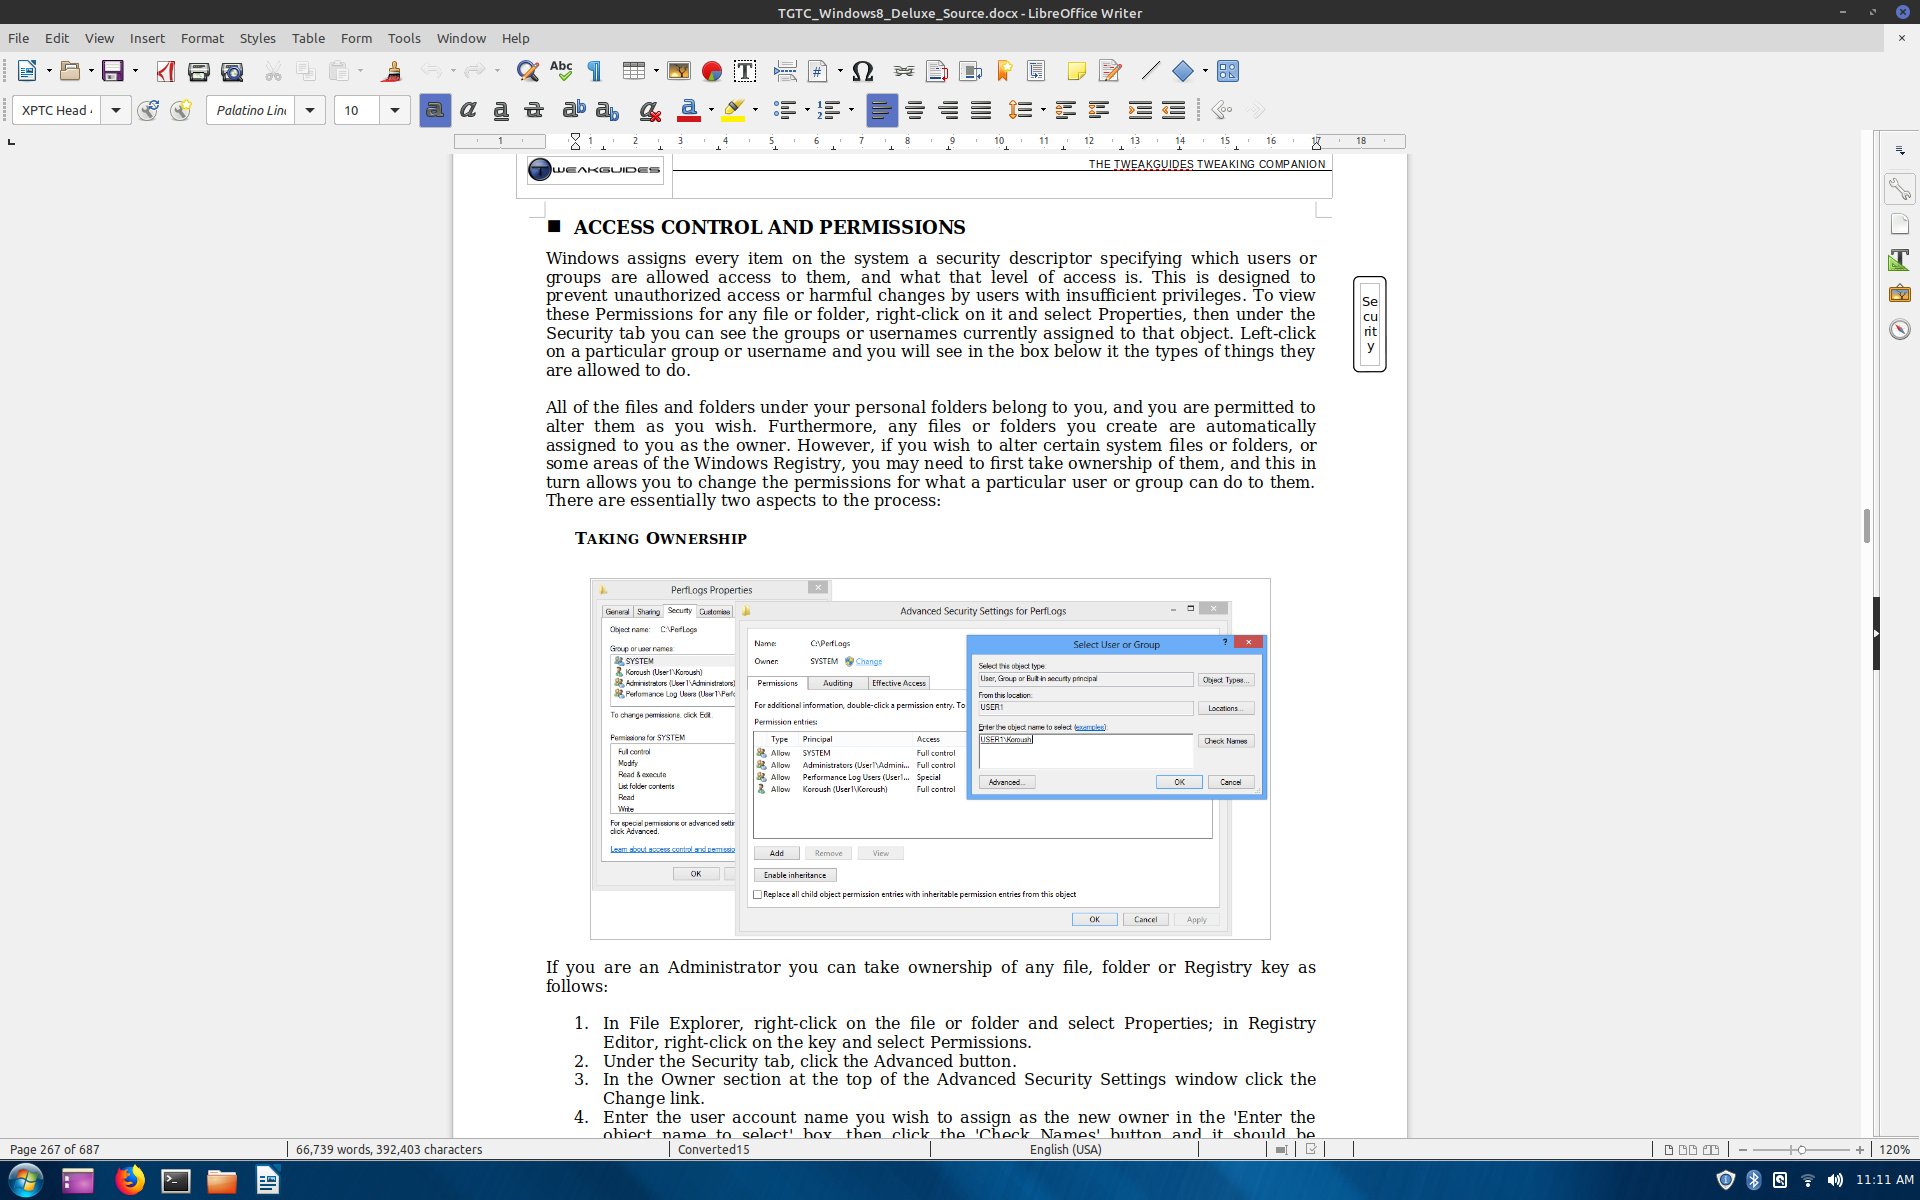 TGTC_Windows8_Deluxe_Source.docx - LibreOffice Writer
File Edit View Insert Format Styles Table Form Tools Window Help
XPTC Head Palatino Lin 10
1 1 2 3 4 5 6 7 8 9 10 11 12 13 14 15 16 17 18
TWEAKGUIDES
THE TWEAKGUIDES TWEAKING COMPANION
ACCESS CONTROL AND PERMISSIONS
Windows assigns every item on the system a security descriptor specifying which users or
groups are allowed access to them, and what that level of access is. This is designed to
prevent unauthorized access or harmful changes by users with insufficient privileges. To view
these Permissions for any file or folder, right-click on it and select Properties, then under the
Security tab you can see the groups or usernames currently assigned to that object. Left-click
on a particular group or username and you will see in the box below it the types of things they
are allowed to do.
Se
cu
rit
y
All of the files and folders under your personal folders belong to you, and you are permitted to
alter them as you wish. Furthermore, any files or folders you create are automatically
assigned to you as the owner. However, if you wish to alter certain system files or folders, or
some areas of the Windows Registry, you may need to first take ownership of them, and this in
turn allows you to change the permissions for what a particular user or group can do to them.
There are essentially two aspects to the process:
TAKING OWNERSHIP
PerfLogs Properties
General Sharing Security Customise
Object name: C:\PerfLogs
Group or user names:
SYSTEM
Koroush (User1\Koroush)
Administrators (User1\Administrators)
Performance Log Users (User1\Perfo
To change permissions, click Edit.
Permissions for SYSTEM
Full control
Modify
Read & execute
List folder contents
Read
Write
For special permissions or advanced settin
click Advanced.
Learn about access control and permissio
OK
Advanced Security Settings for PerfLogs
Name: C:\PerfLogs
Owner: SYSTEM Change
Permissions Auditing Effective Access
For additional information, double-click a permission entry. To
Permission entries:
Type Principal Access
Allow SYSTEM Full control
Allow Administrators (User1\Admini... Full control
Allow Performance Log Users (User1... Special
Allow Koroush (User1\Koroush) Full control
Add Remove View
Enable inheritance
Replace all child object permission entries with inheritable permission entries from this object
OK Cancel Apply
Select User or Group
Select this object type:
User, Group or Built-in security principal Object Types...
From this location:
USER1 Locations...
Enter the object name to select (examples):
USER1\Koroush Check Names
Advanced... OK Cancel
If you are an Administrator you can take ownership of any file, folder or Registry key as
follows:
1. In File Explorer, right-click on the file or folder and select Properties; in Registry
Editor, right-click on the key and select Permissions.
2. Under the Security tab, click the Advanced button.
3. In the Owner section at the top of the Advanced Security Settings window click the
Change link.
4. Enter the user account name you wish to assign as the new owner in the 'Enter the
object name to select' box, then click the 'Check Names' button and it should be
Page 267 of 687 66,739 words, 392,403 characters Converted15 English (USA) 120%
11:11 AM